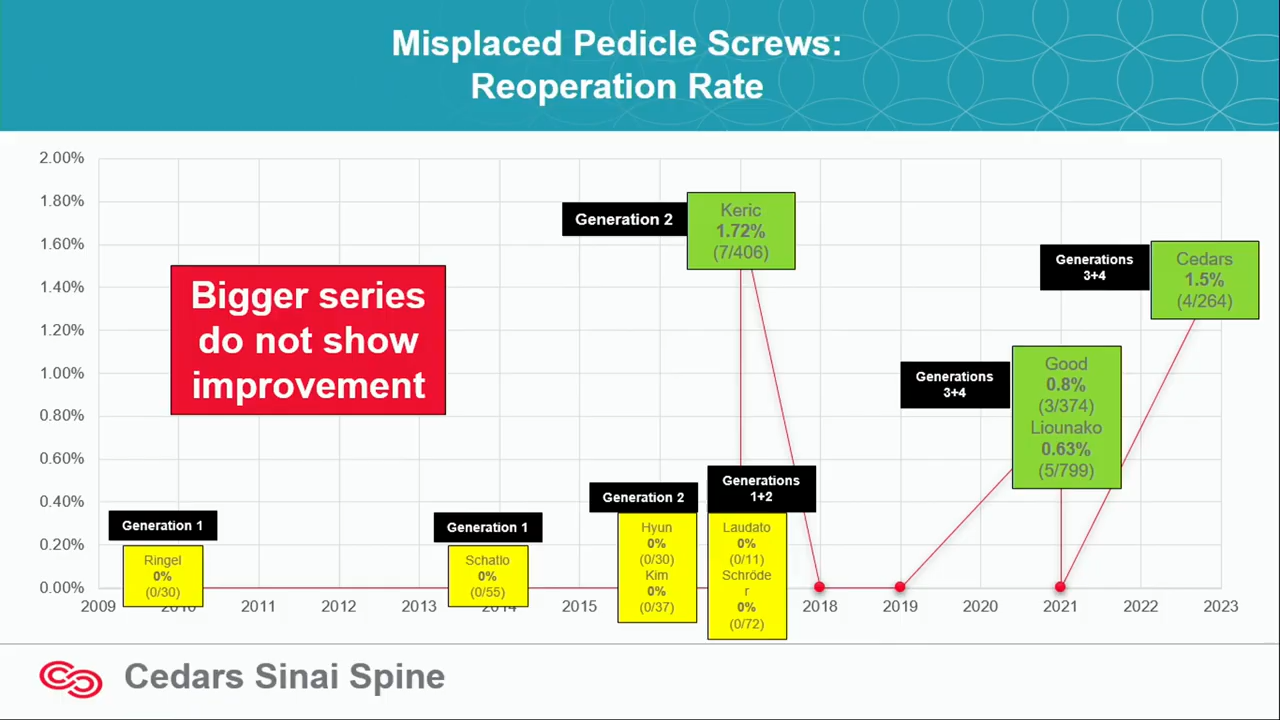 Misplaced Pedicle Screws:
Reoperation Rate
2.00%
1.80%
1.60%
1.40%
1.20%
1.00%
0.80%
0.60%
0.40%
0.20%
0.00%
Bigger series
do not show
improvement
Generation 1
Ringel
0%
(0/30)
Generation 1
Schatlo
0%
(0/55)
Generation 2
Hyun
0%
(0/30)
Kim
0%
(0/37)
Generation 2
Keric
1.72%
(7/406)
Generations
1+2
Laudato
0%
(0/11)
Schröde
r
0%
(0/72)
Generations
3+4
Good
0.8%
(3/374)
Liounako
0.63%
(5/799)
Generations
3+4
Cedars
1.5%
(4/264)
2009 2010 2011 2012 2013 2014 2015 2018 2019 2020 2021 2022 2023
Cedars Sinai Spine